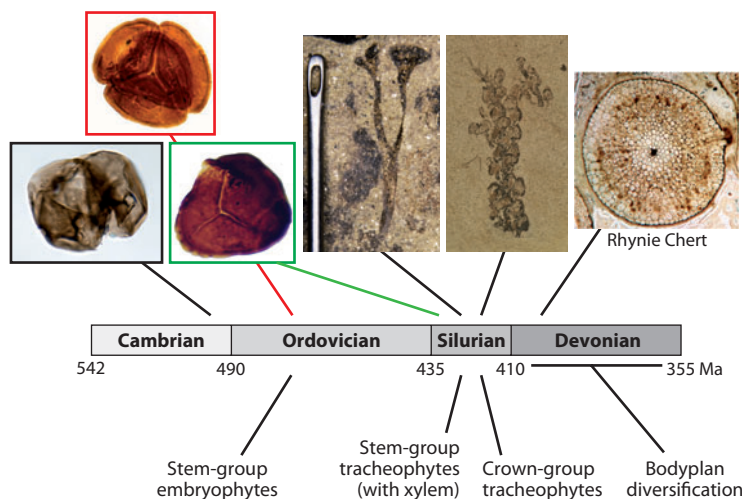 Rhynie Chert
Cambrian
Ordovician
Silurian
Devonian
542
490
435
410
355 Ma
Stem-group
embryophytes
Stem-group
tracheophytes
(with xylem)
Crown-group
tracheophytes
Bodyplan
diversification